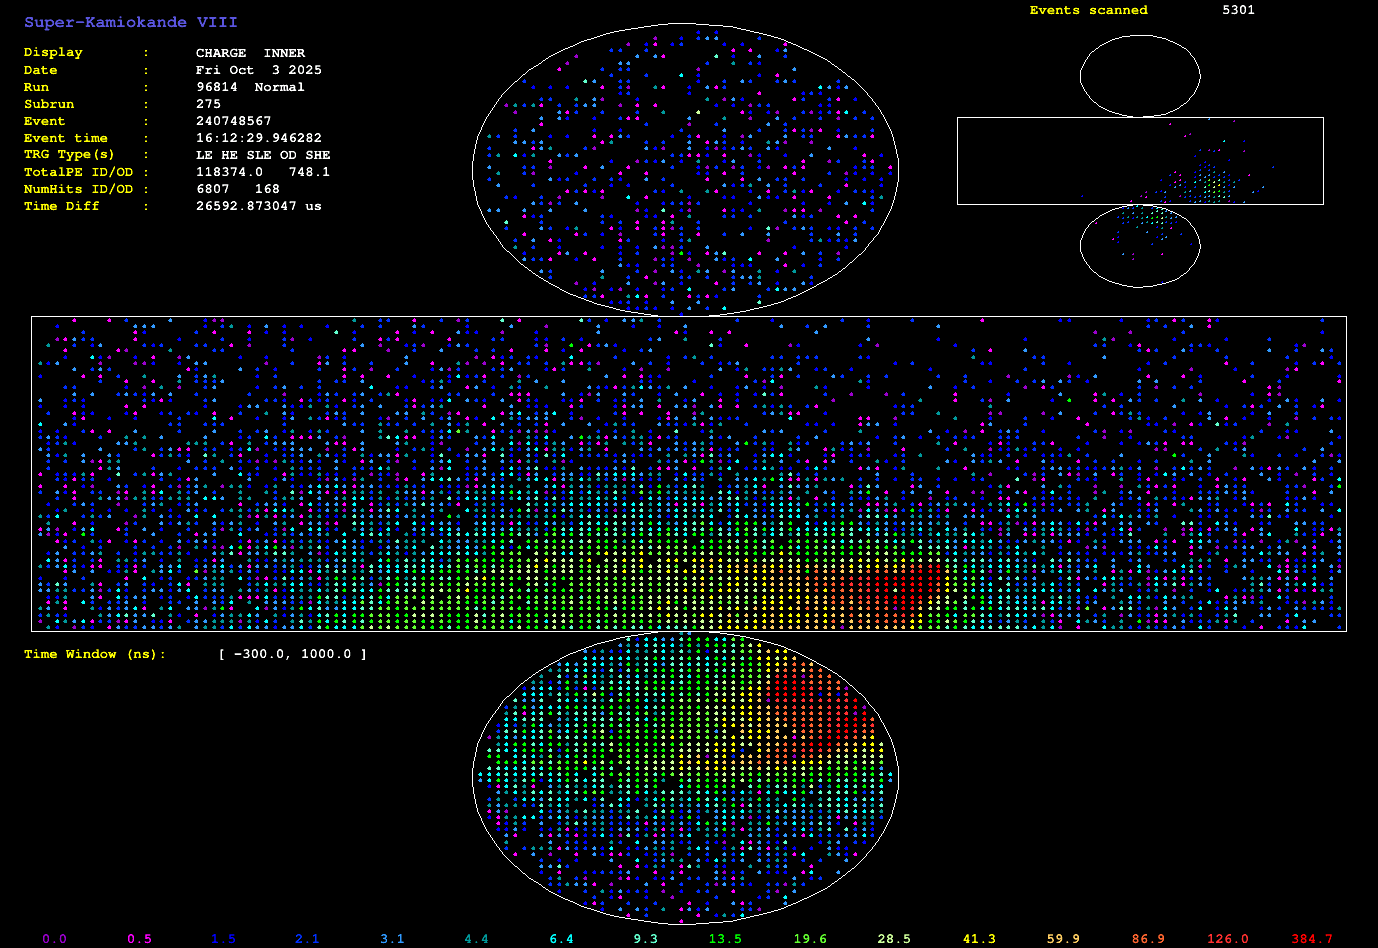 Super-Kamiokande VIII
Events scanned 5301
Display : CHARGE INNER
Date : Fri Oct 3 2025
Run : 96814 Normal
Subrun : 275
Event : 240748567
Event time : 16:12:29.946282
TRG Type(s) : LE HE SLE OD SHE
TotalPE ID/OD : 118374.0 748.1
NumHits ID/OD : 6807 168
Time Diff : 26592.873047 us
Time Window (ns): [ -300.0, 1000.0 ]
0.0 0.5 1.5 2.1 3.1 4.4 6.4 9.3 13.5 19.6 28.5 41.3 59.9 86.9 126.0 384.7